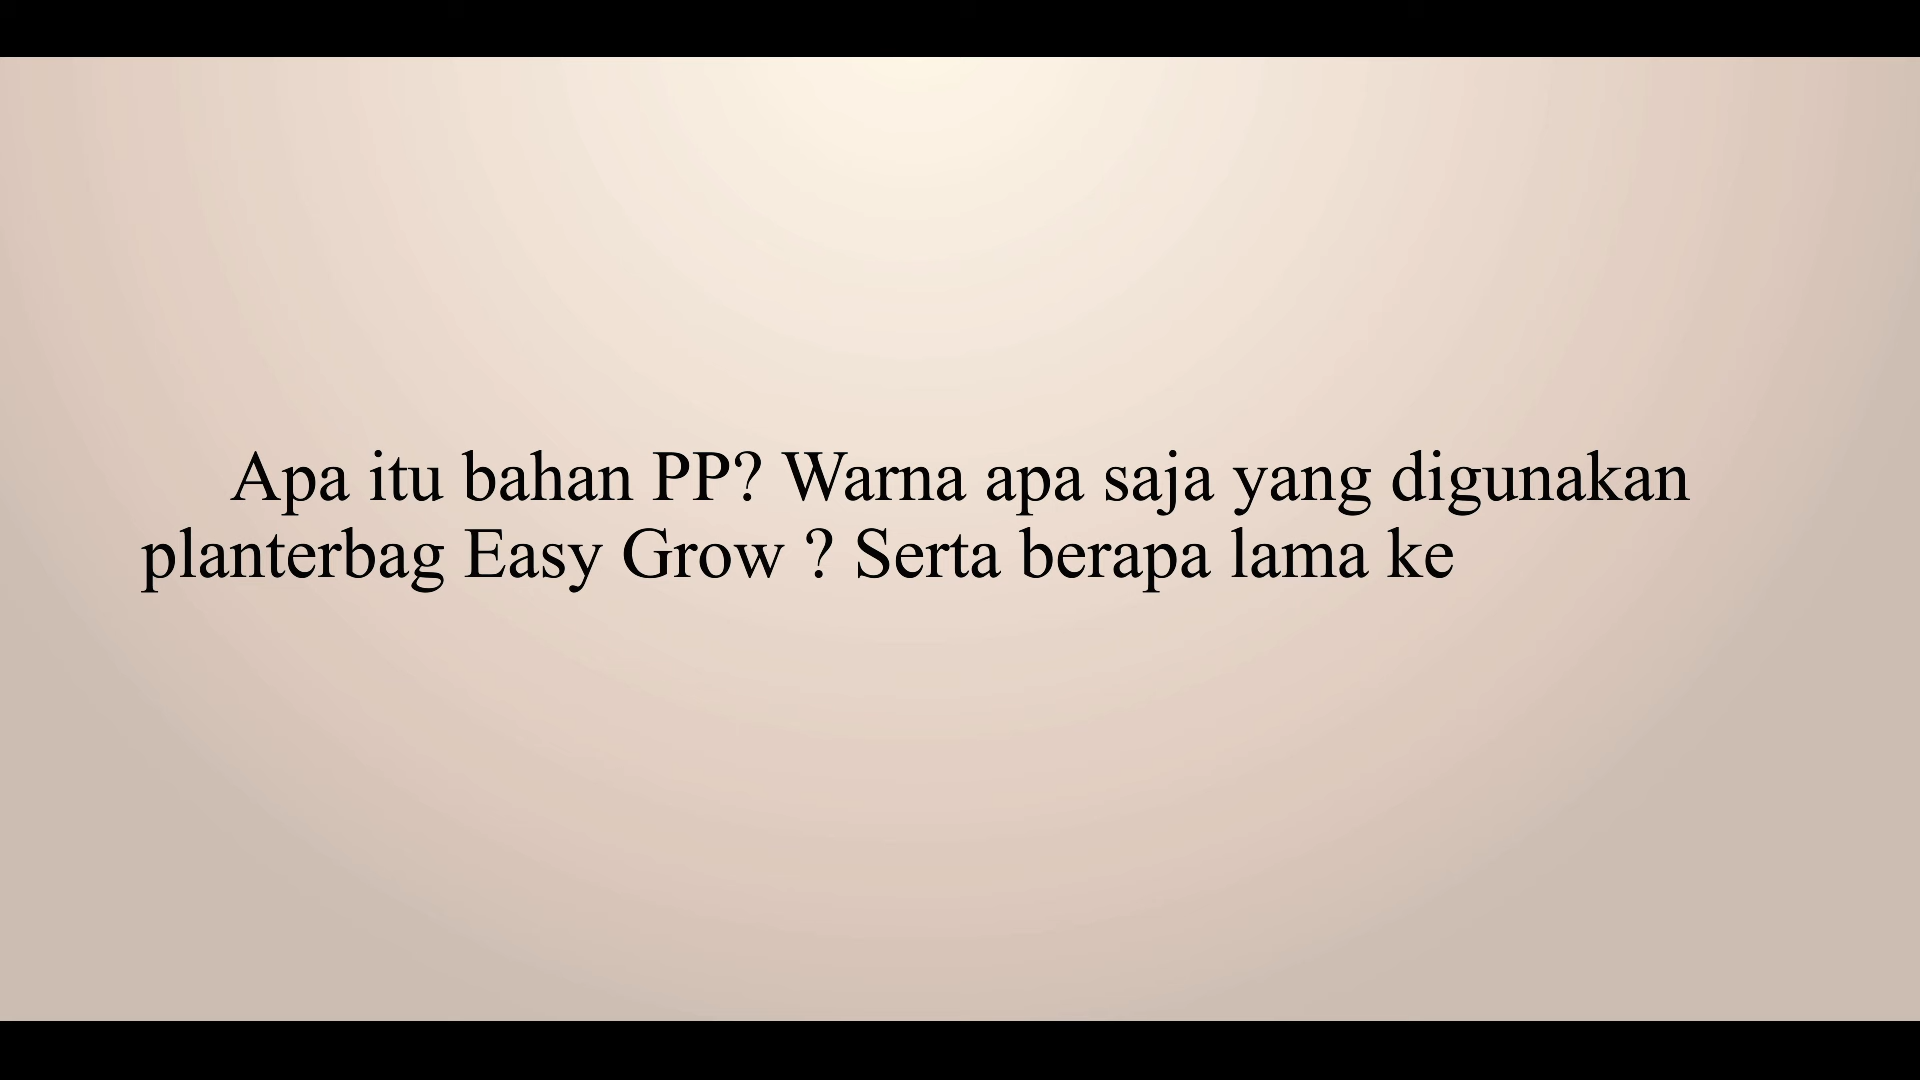 Apa itu bahan PP? Warna apa saja yang digunakan
planterbag Easy Grow ? Serta berapa lama ke